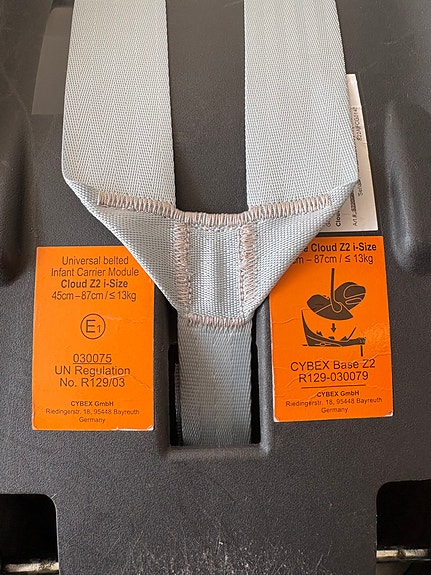 Universal belted
Infant Carrier Module
Cloud Z2 i-Size
45cm – 87cm / ≤ 13kg
E1
030075
UN Regulation
No. R129/03
CYBEX GmbH
Riedingerstr. 18, 95448 Bayreuth
Germany
Cloud Z2 i-Size
– 87cm / ≤ 13kg
CYBEX Base Z2
R129-030079
CYBEX GmbH
Riedingerstr. 18, 95448 Bayreuth
Germany